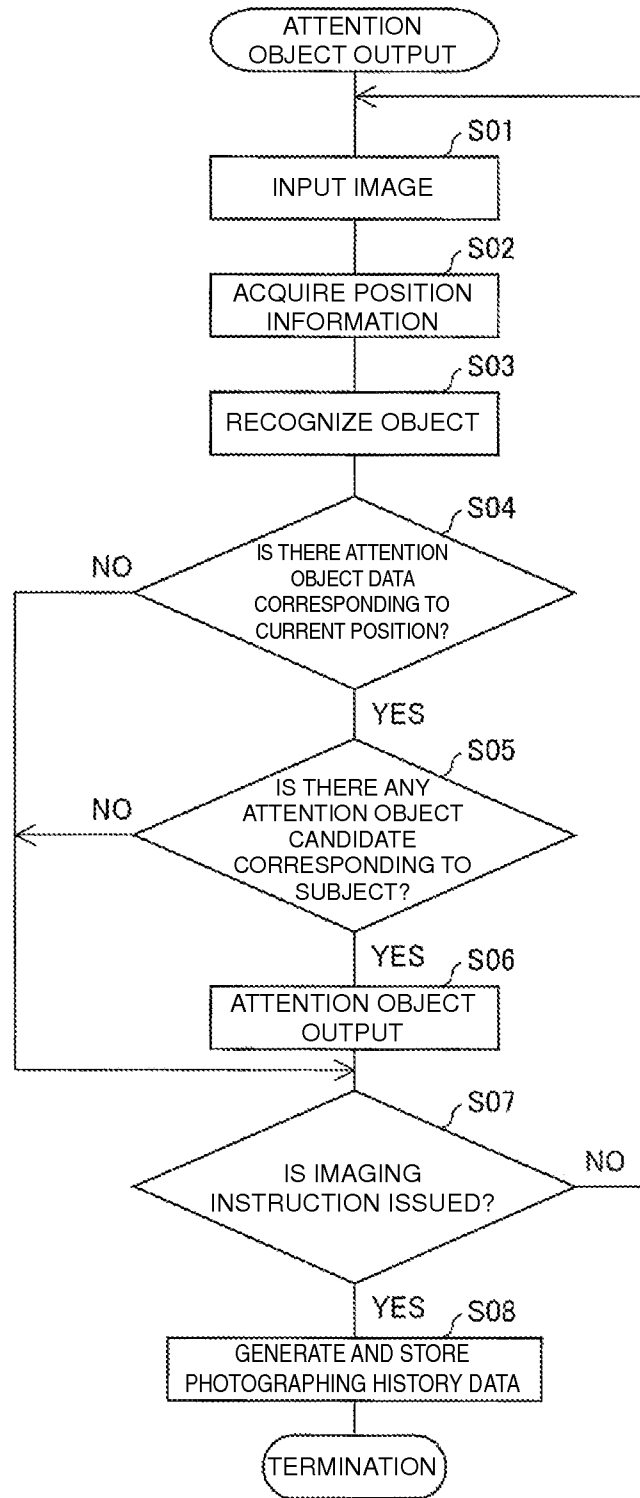 ATTENTION
OBJECT OUTPUT
S01
INPUT IMAGE
S02
ACQUIRE POSITION
INFORMATION
S03
RECOGNIZE OBJECT
S04
NO
IS THERE ATTENTION
OBJECT DATA
CORRESPONDING TO
CURRENT POSITION?
YES
S05
NO
IS THERE ANY
ATTENTION OBJECT
CANDIDATE
CORRESPONDING TO
SUBJECT?
YES
S06
ATTENTION OBJECT
OUTPUT
S07
NO
IS IMAGING
INSTRUCTION ISSUED?
YES
S08
GENERATE AND STORE
PHOTOGRAPHING HISTORY DATA
TERMINATION